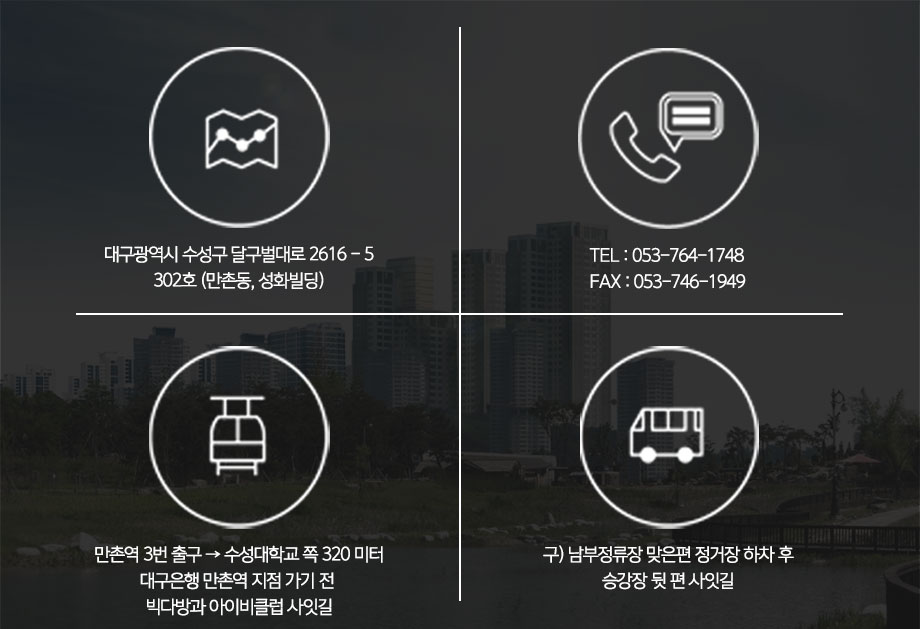 대구광역시 수성구 달구벌대로 2616 - 5
302호 (만촌동, 성화빌딩)
TEL : 053-764-1748
FAX : 053-746-1949
만촌역 3번 출구 → 수성대학교 쪽 320 미터
대구은행 만촌역 지점 가기 전
빅다방과 아이비클럽 사잇길
구) 남부정류장 맞은편 정거장 하차 후
승강장 뒷 편 사잇길